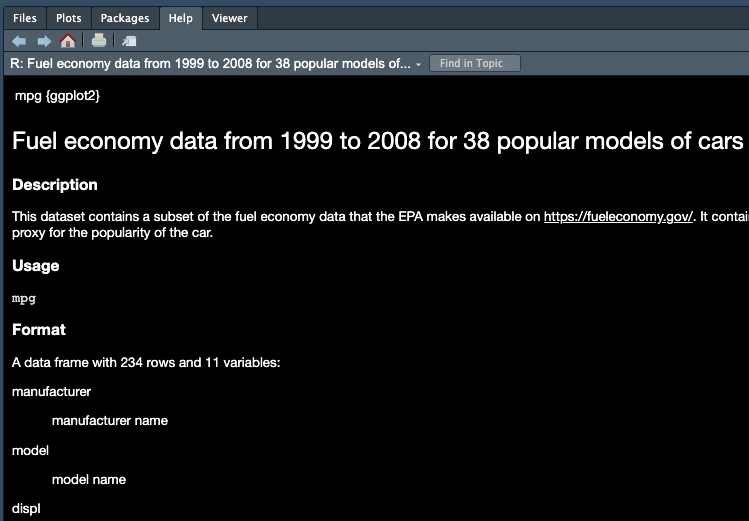 Files Plots Packages Help Viewer
R: Fuel economy data from 1999 to 2008 for 38 popular models of... Find in Topic
mpg {ggplot2}
Fuel economy data from 1999 to 2008 for 38 popular models of cars
Description
This dataset contains a subset of the fuel economy data that the EPA makes available on https://fueleconomy.gov/. It contai
proxy for the popularity of the car.
Usage
mpg
Format
A data frame with 234 rows and 11 variables:
manufacturer
manufacturer name
model
model name
displ